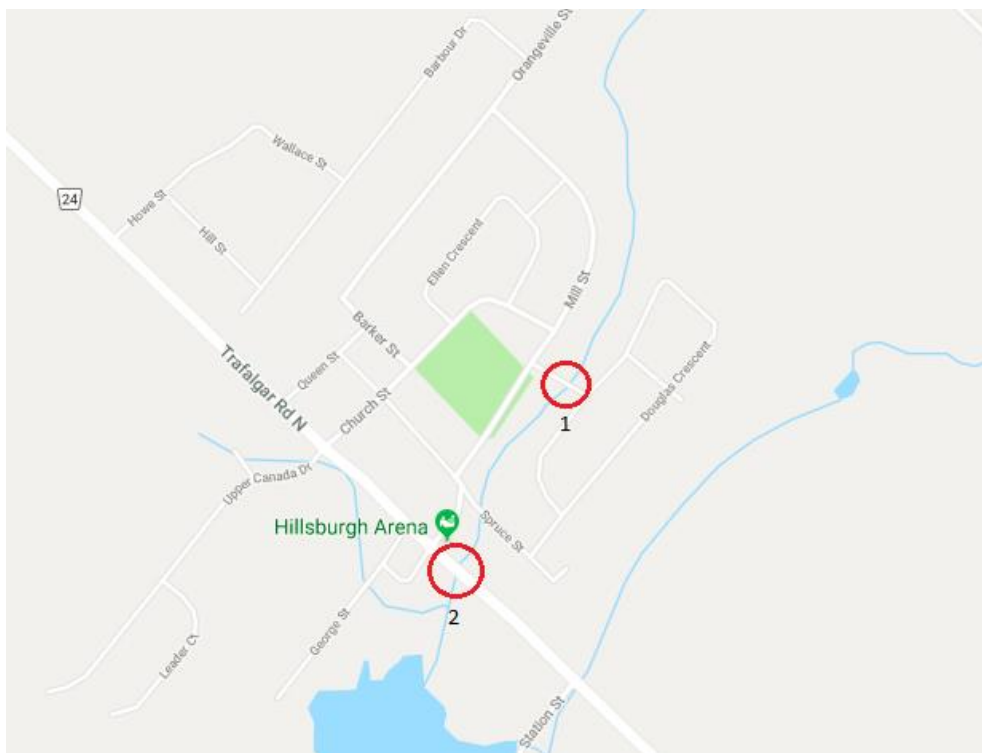 Barbour Dr
Orangeville St
Wallace St
24
Howe St
Hill St
Ellen Crescent
Mill St
Barker St
Queen St
Trafalgar Rd N
Church St
Douglas Crescent
1
Upper Canada Dr
Hillsburgh Arena
Spruce St
2
George St
Leader Ct
Station St